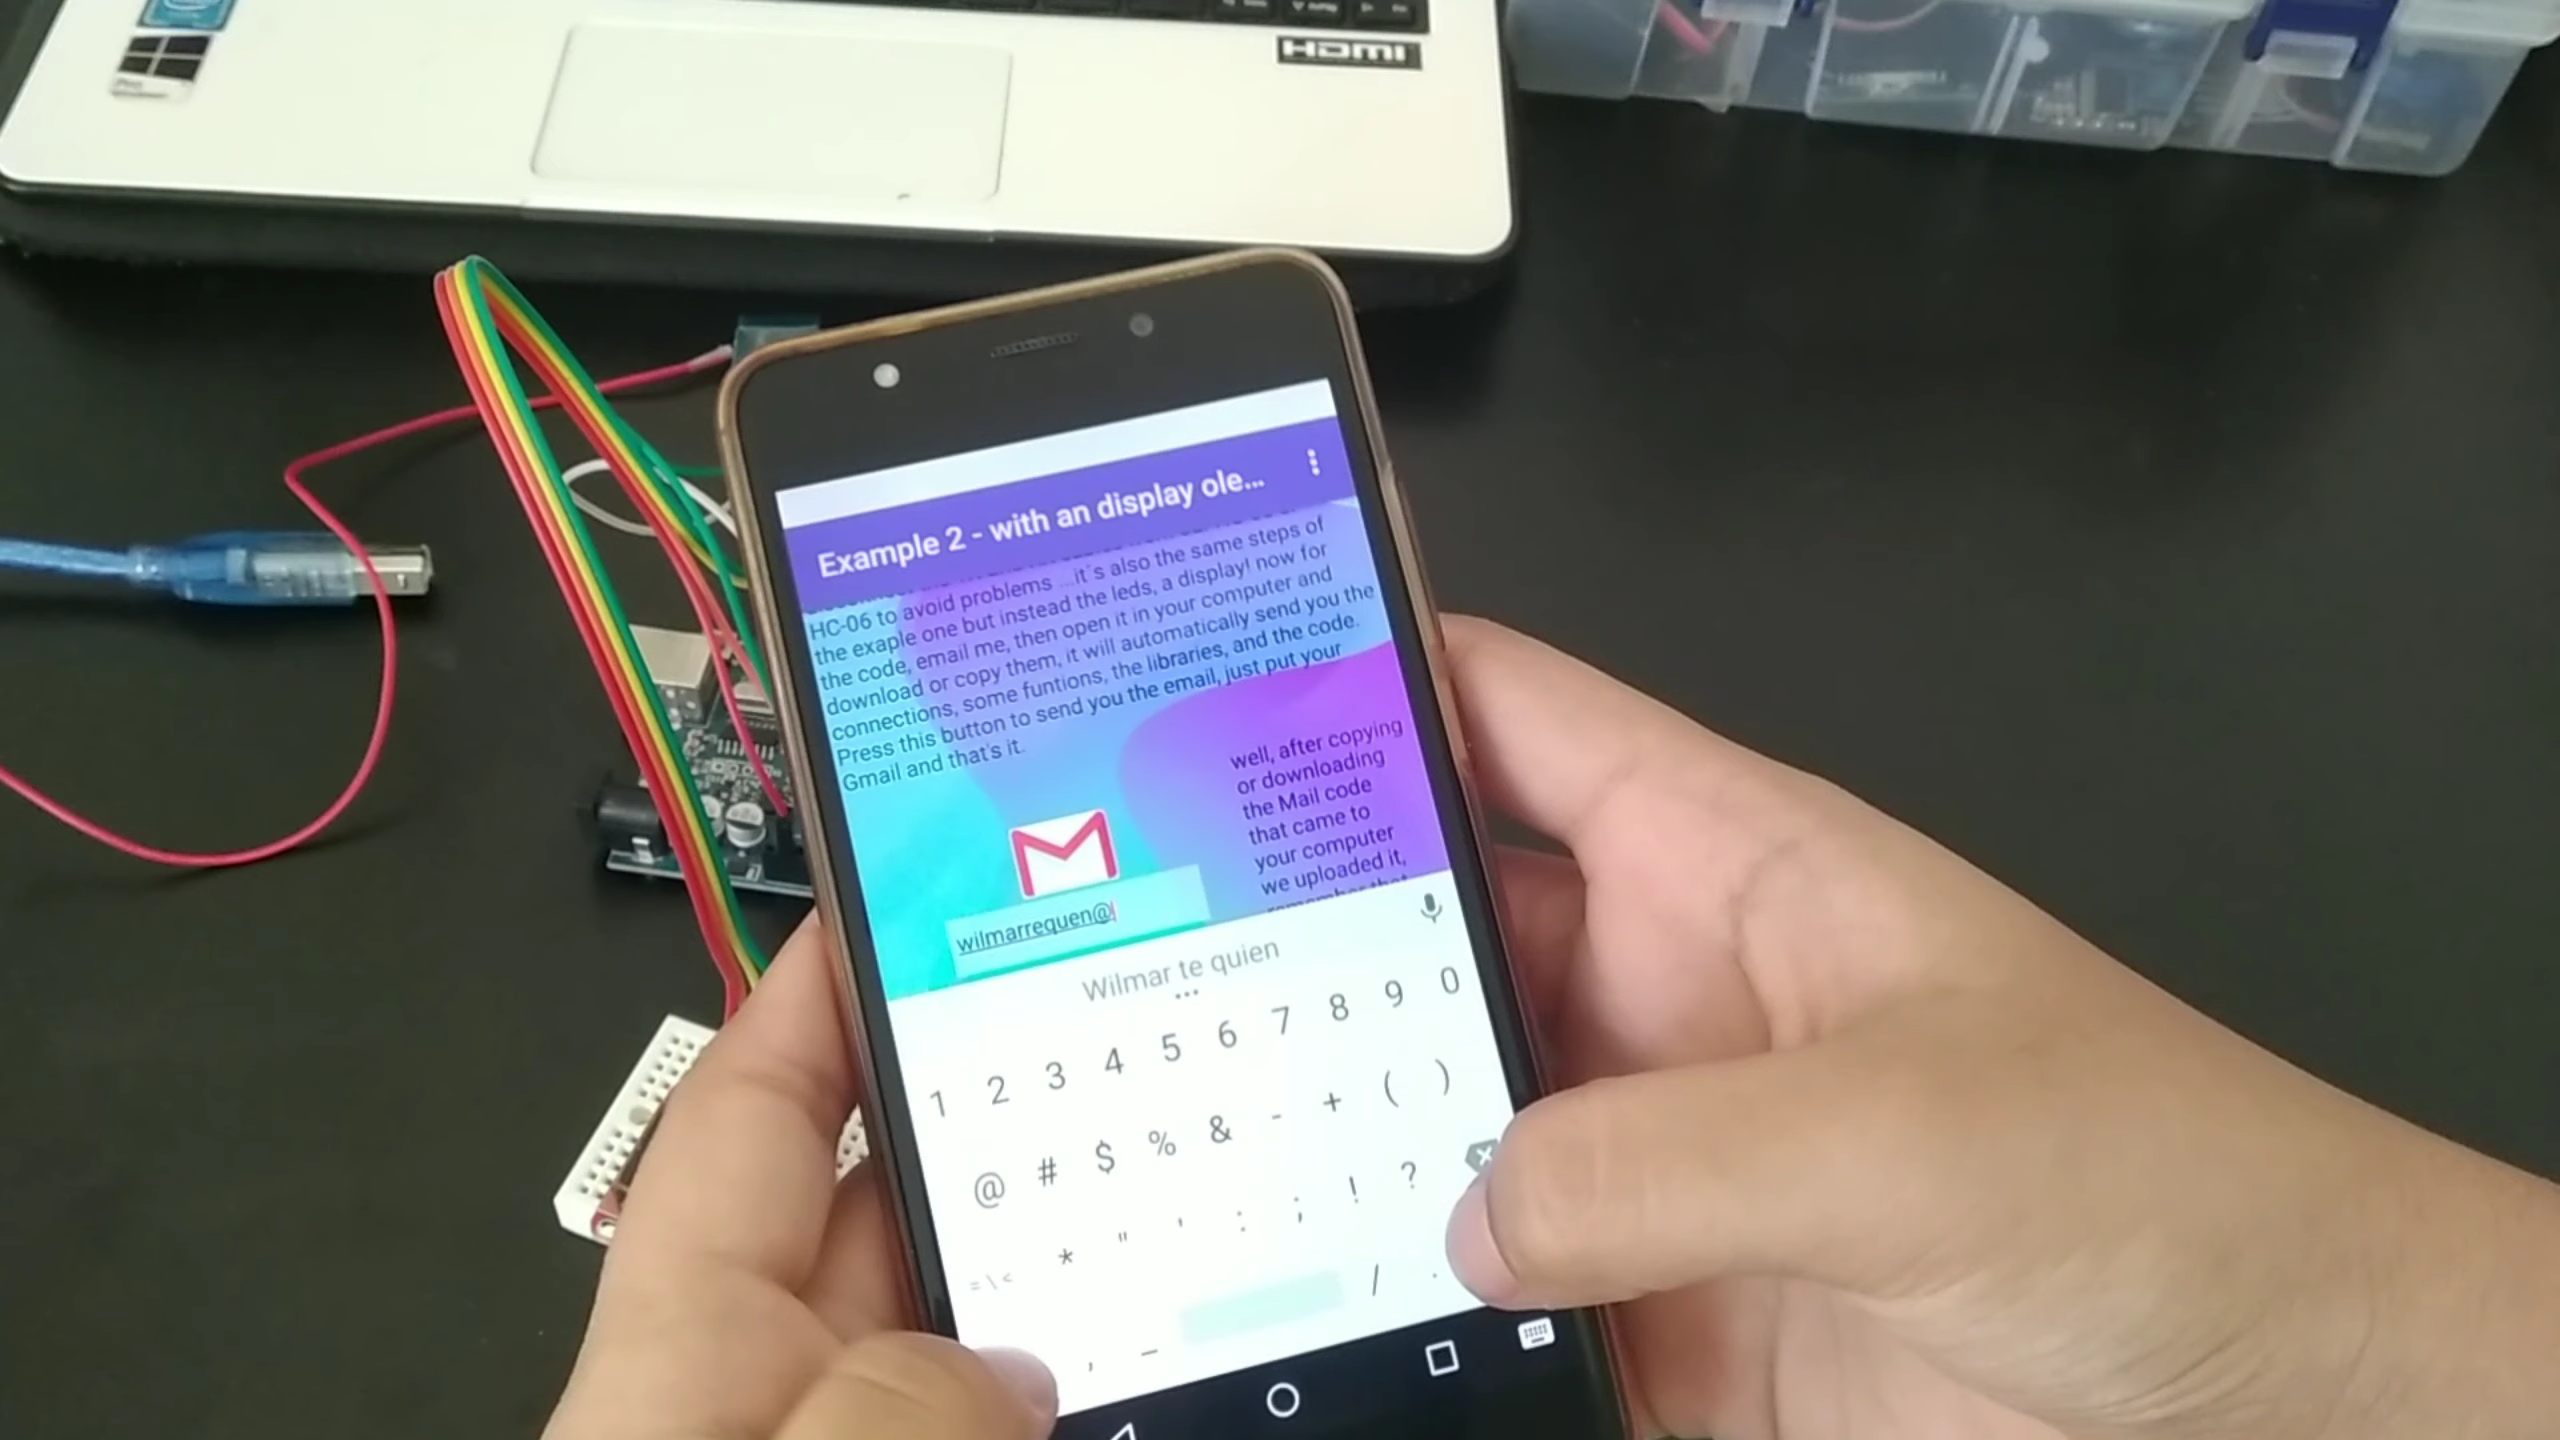 HDMI
Example 2 - with an display ole...
HC-06 to avoid problems ...it´s also the same steps of
the exaple one but instead the leds, a display! now for
the code, email me, then open it in your computer and
download or copy them, it will automatically send you the
connections, some funtions, the libraries, and the code.
Press this button to send you the email, just put your
Gmail and that's it.
well, after copying
or downloading
the Mail code
that came to
your computer
we uploaded it,
remember that
wilmarrequen@
Wilmar te quien
...
1 2 3 4 5 6 7 8 9 0
@ # $ % & - + ( )
=\< * " ' : ; ! ?
, _ / .